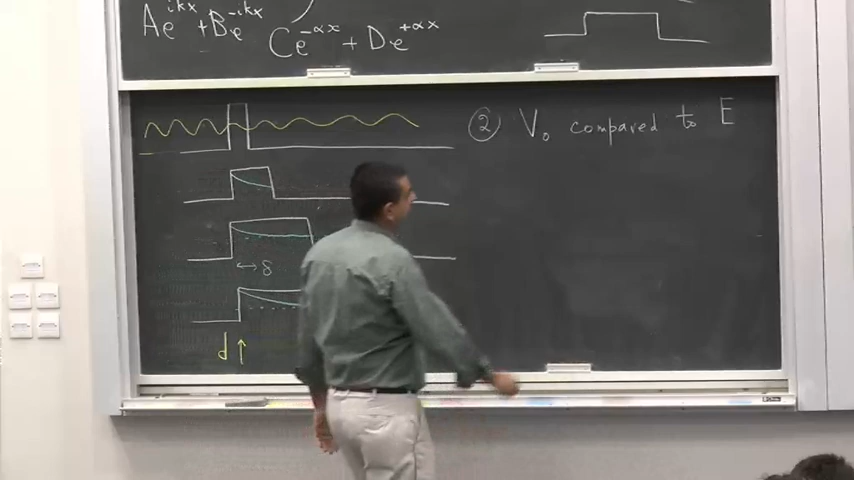 Ae^ikx + Be^-ikx
Ce^-αx + De^+αx
② V₀ compared to E
↔ δ
d ↑